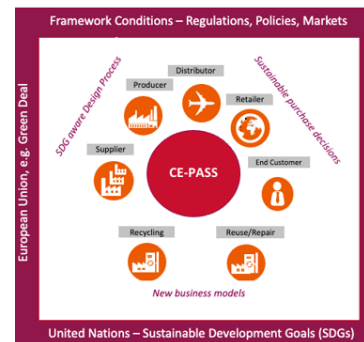 Framework Conditions – Regulations, Policies, Markets
European Union, e.g. Green Deal
SDG aware Design Process
Sustainable purchase decisions
Distributor
Producer
Retailer
Supplier
CE-PASS
End Customer
Recycling
Reuse/Repair
New business models
United Nations – Sustainable Development Goals (SDGs)